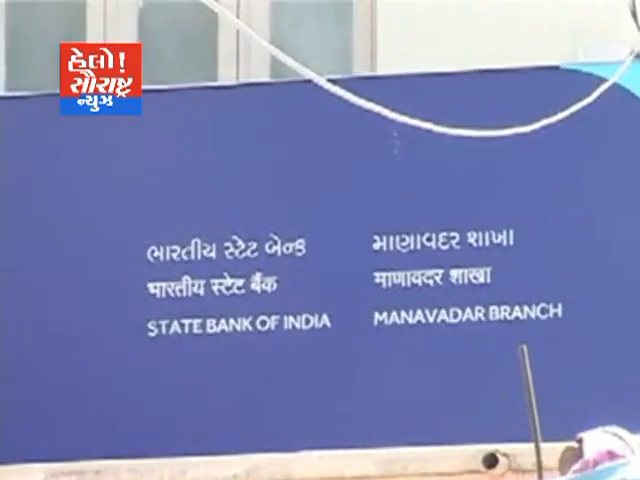 હેલો!
સૌરાષ્ટ્ર
ન્યુઝ
ભારતીય સ્ટેટ બેન્ક
भारतीय स्टेट बैंक
STATE BANK OF INDIA
માણાવદર શાખા
माणावदर शाखा
MANAVADAR BRANCH